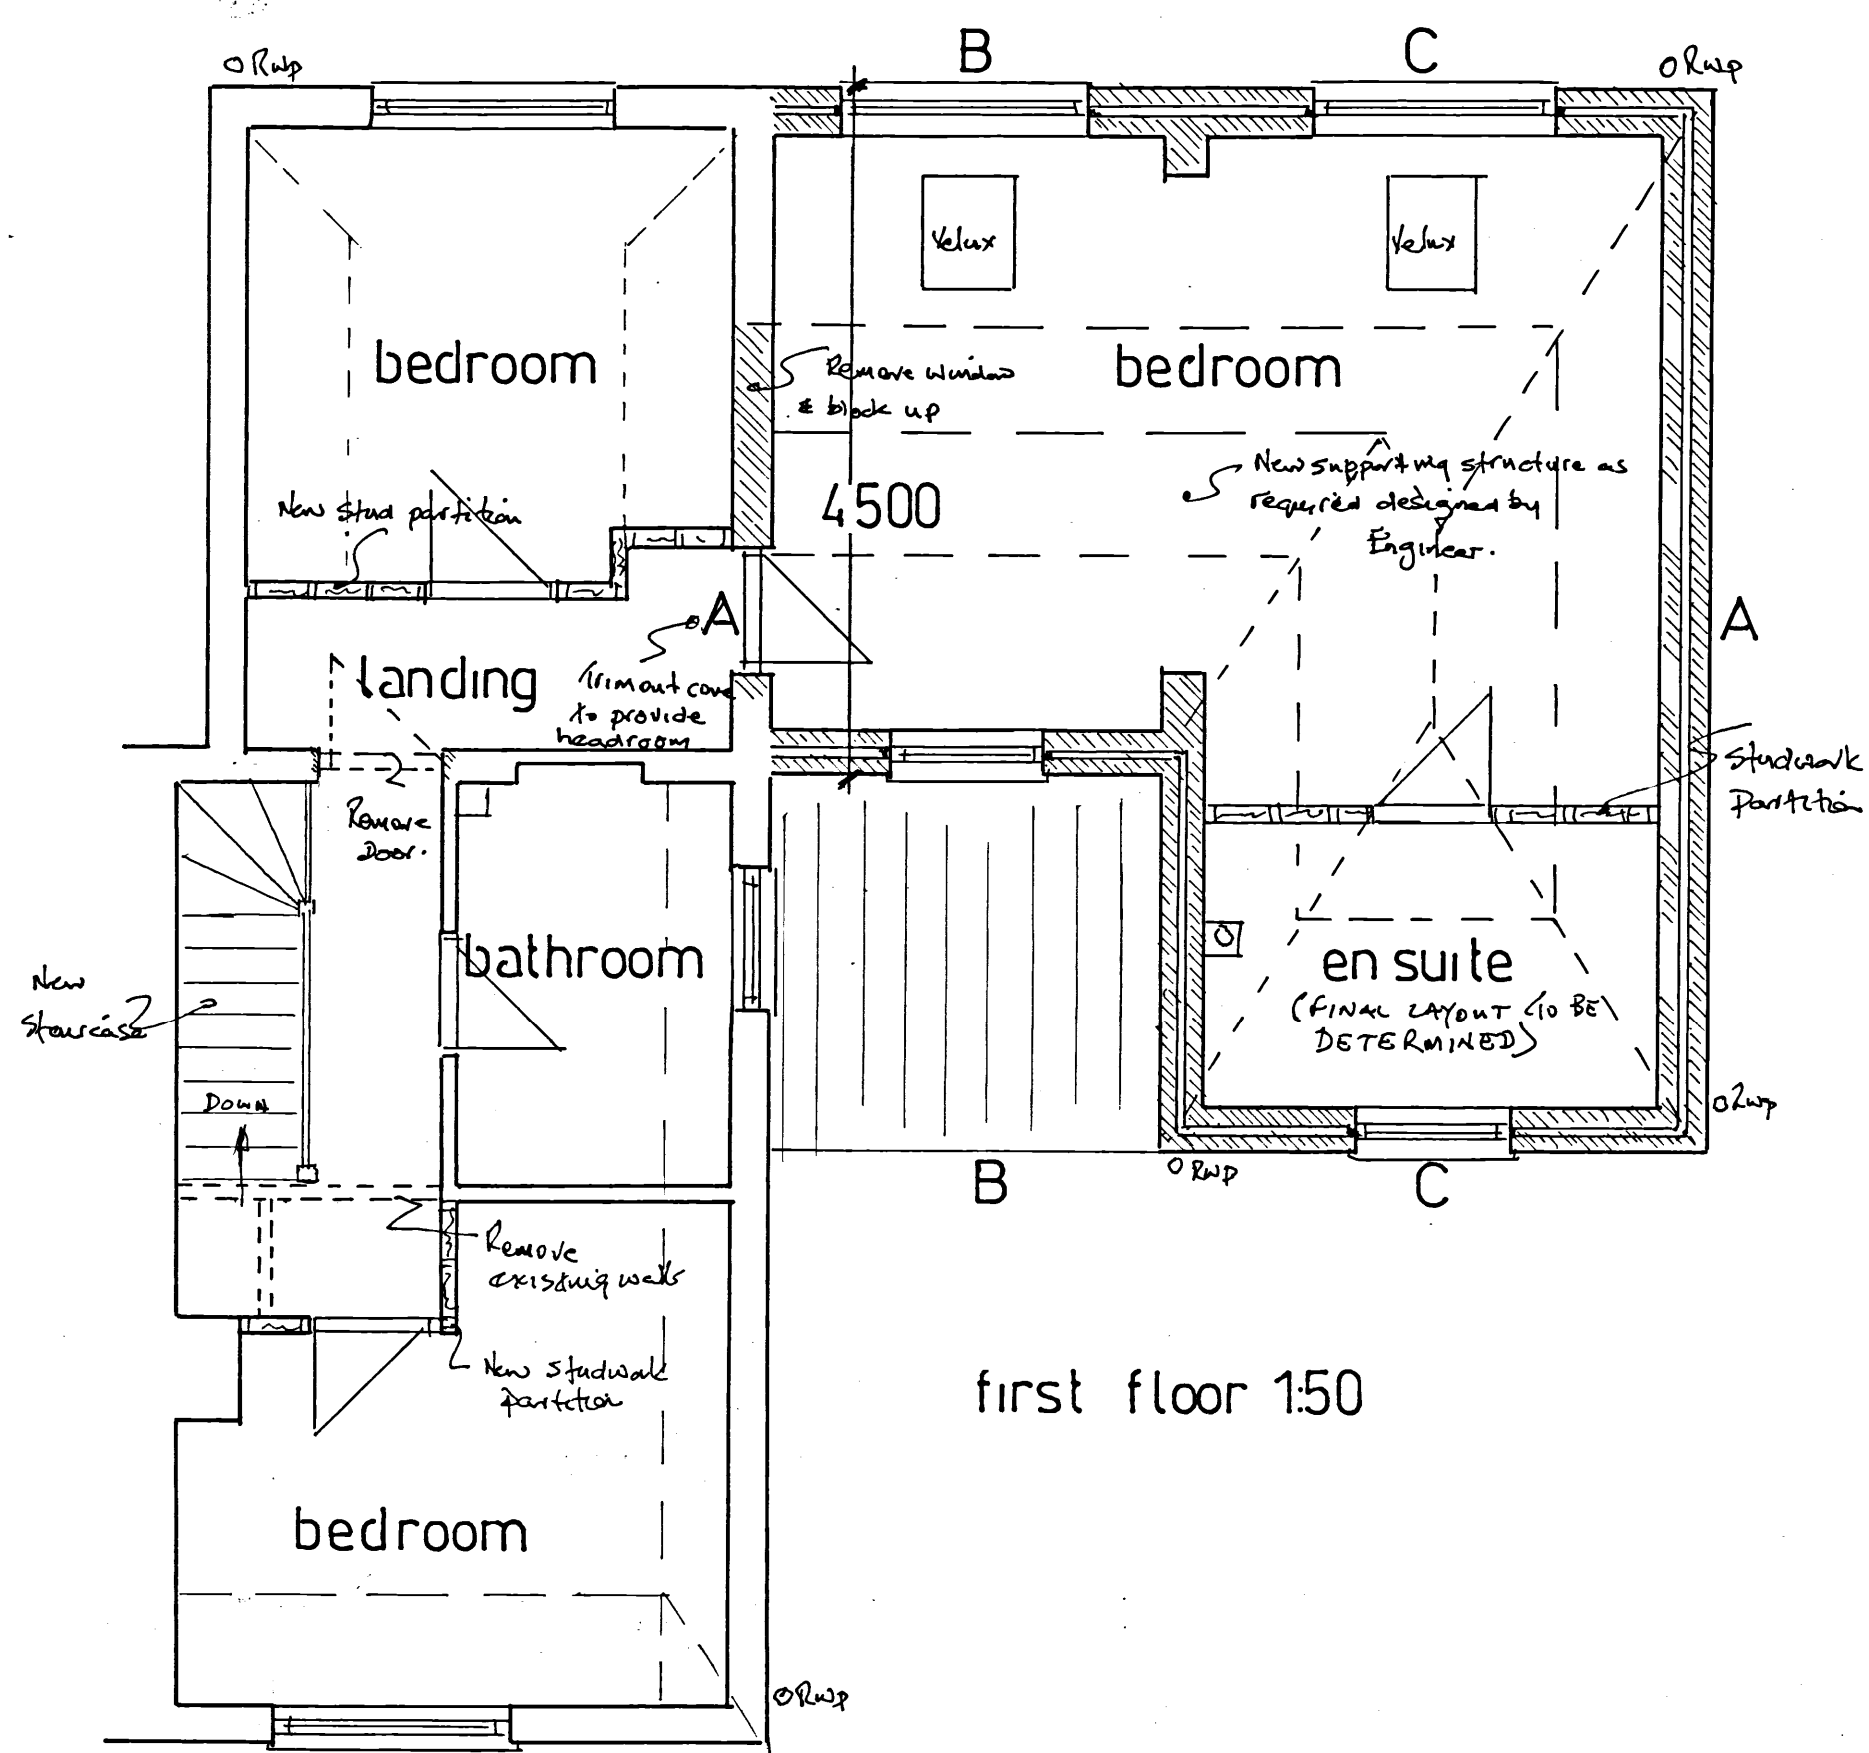 B
C
Rwp
Rwp
Velux
Velux
bedroom
Remove window
& block up
bedroom
New supporting structure as
required designed by
Engineer.
4500
New stud partition
A
A
landing
Trim out cove
to provide
headroom
Studwork
Partition
Remove
Door.
bathroom
New
Staircase
DOWN
en suite
(FINAL LAYOUT TO BE
DETERMINED)
Rwp
Rwp
B
C
Remove
existing walls
New studwork
partition
first floor 1:50
bedroom
Rwp